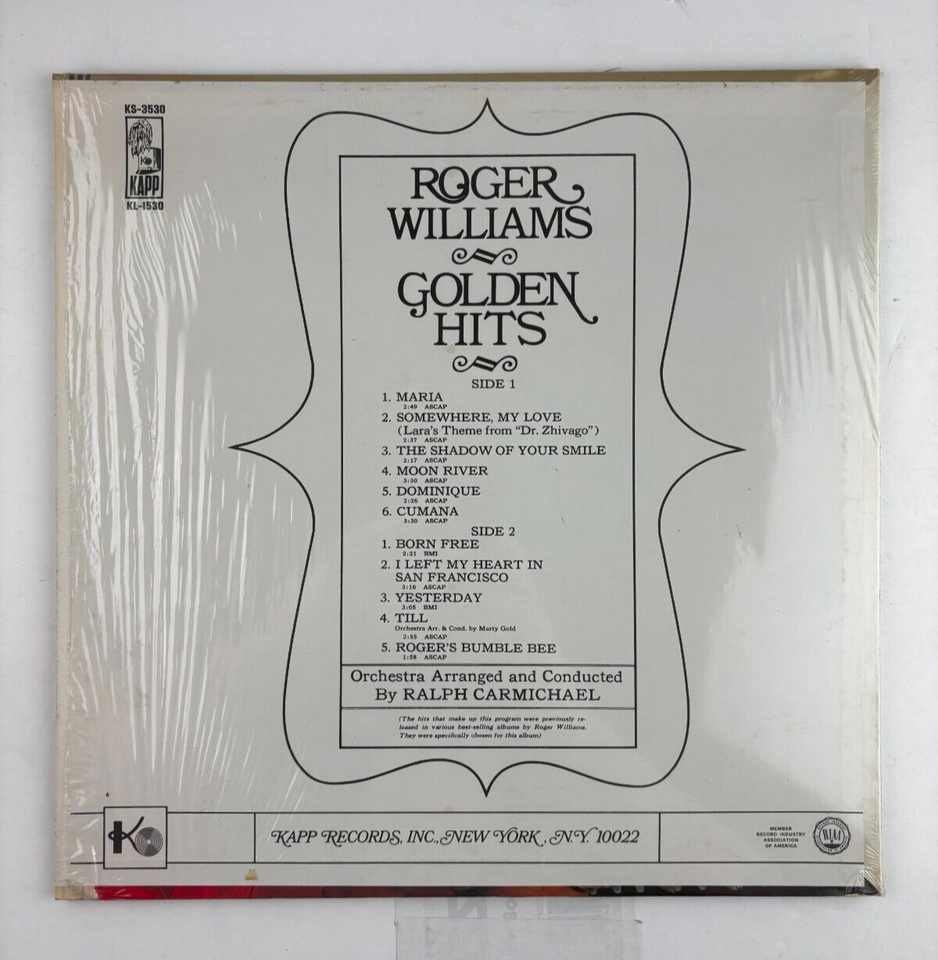 KS-3530
KAPP
KL-1530
ROGER
WILLIAMS
GOLDEN
HITS
SIDE 1
1. MARIA
2:49 ASCAP
2. SOMEWHERE, MY LOVE
(Lara's Theme from "Dr. Zhivago")
2:37 ASCAP
3. THE SHADOW OF YOUR SMILE
2:17 ASCAP
4. MOON RIVER
3:30 ASCAP
5. DOMINIQUE
2:26 ASCAP
6. CUMANA
3:30 ASCAP
SIDE 2
1. BORN FREE
2:21 BMI
2. I LEFT MY HEART IN
SAN FRANCISCO
3:16 ASCAP
3. YESTERDAY
3:05 BMI
4. TILL
Orchestra Arr. & Cond. by Marty Gold
2:55 ASCAP
5. ROGER'S BUMBLE BEE
1:58 ASCAP
Orchestra Arranged and Conducted
By RALPH CARMICHAEL
(The hits that make up this program were previously re-
leased in various best-selling albums by Roger Williams.
They were specifically chosen for this album)
6
K
KAPP RECORDS, INC., NEW YORK, N.Y. 10022
MEMBER
RECORD INDUSTRY
ASSOCIATION
OF AMERICA
RIAA